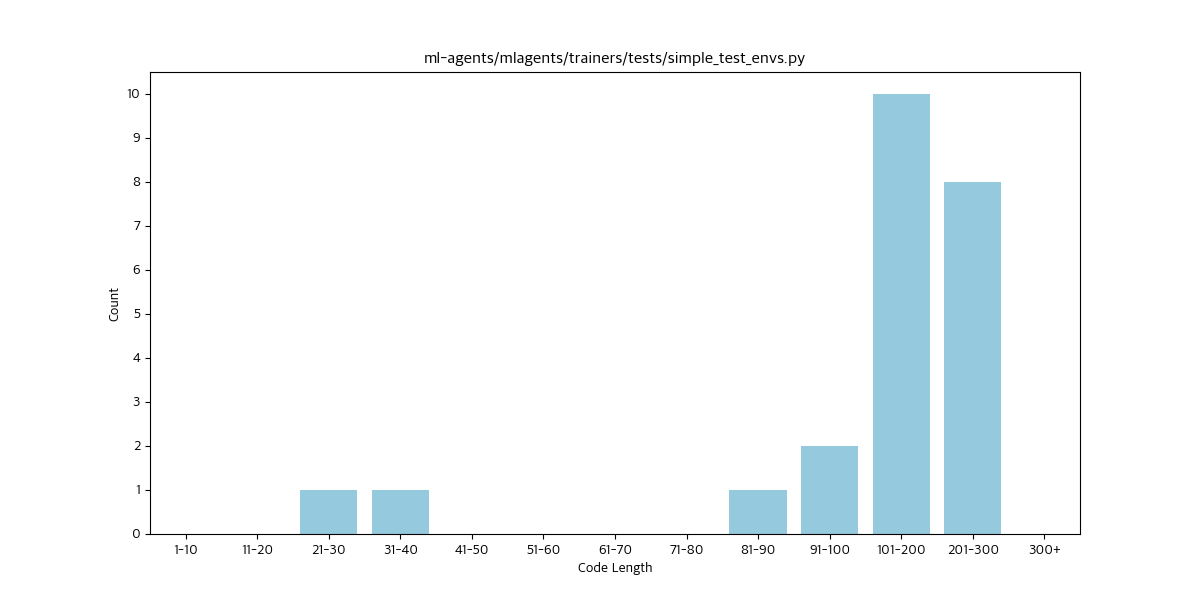 ml-agents/mlagents/trainers/tests/simple_test_envs.py
10
9
8
7
6
5
4
3
2
1
0
Count
1-10 11-20 21-30 31-40 41-50 51-60 61-70 71-80 81-90 91-100 101-200 201-300 300+
Code Length